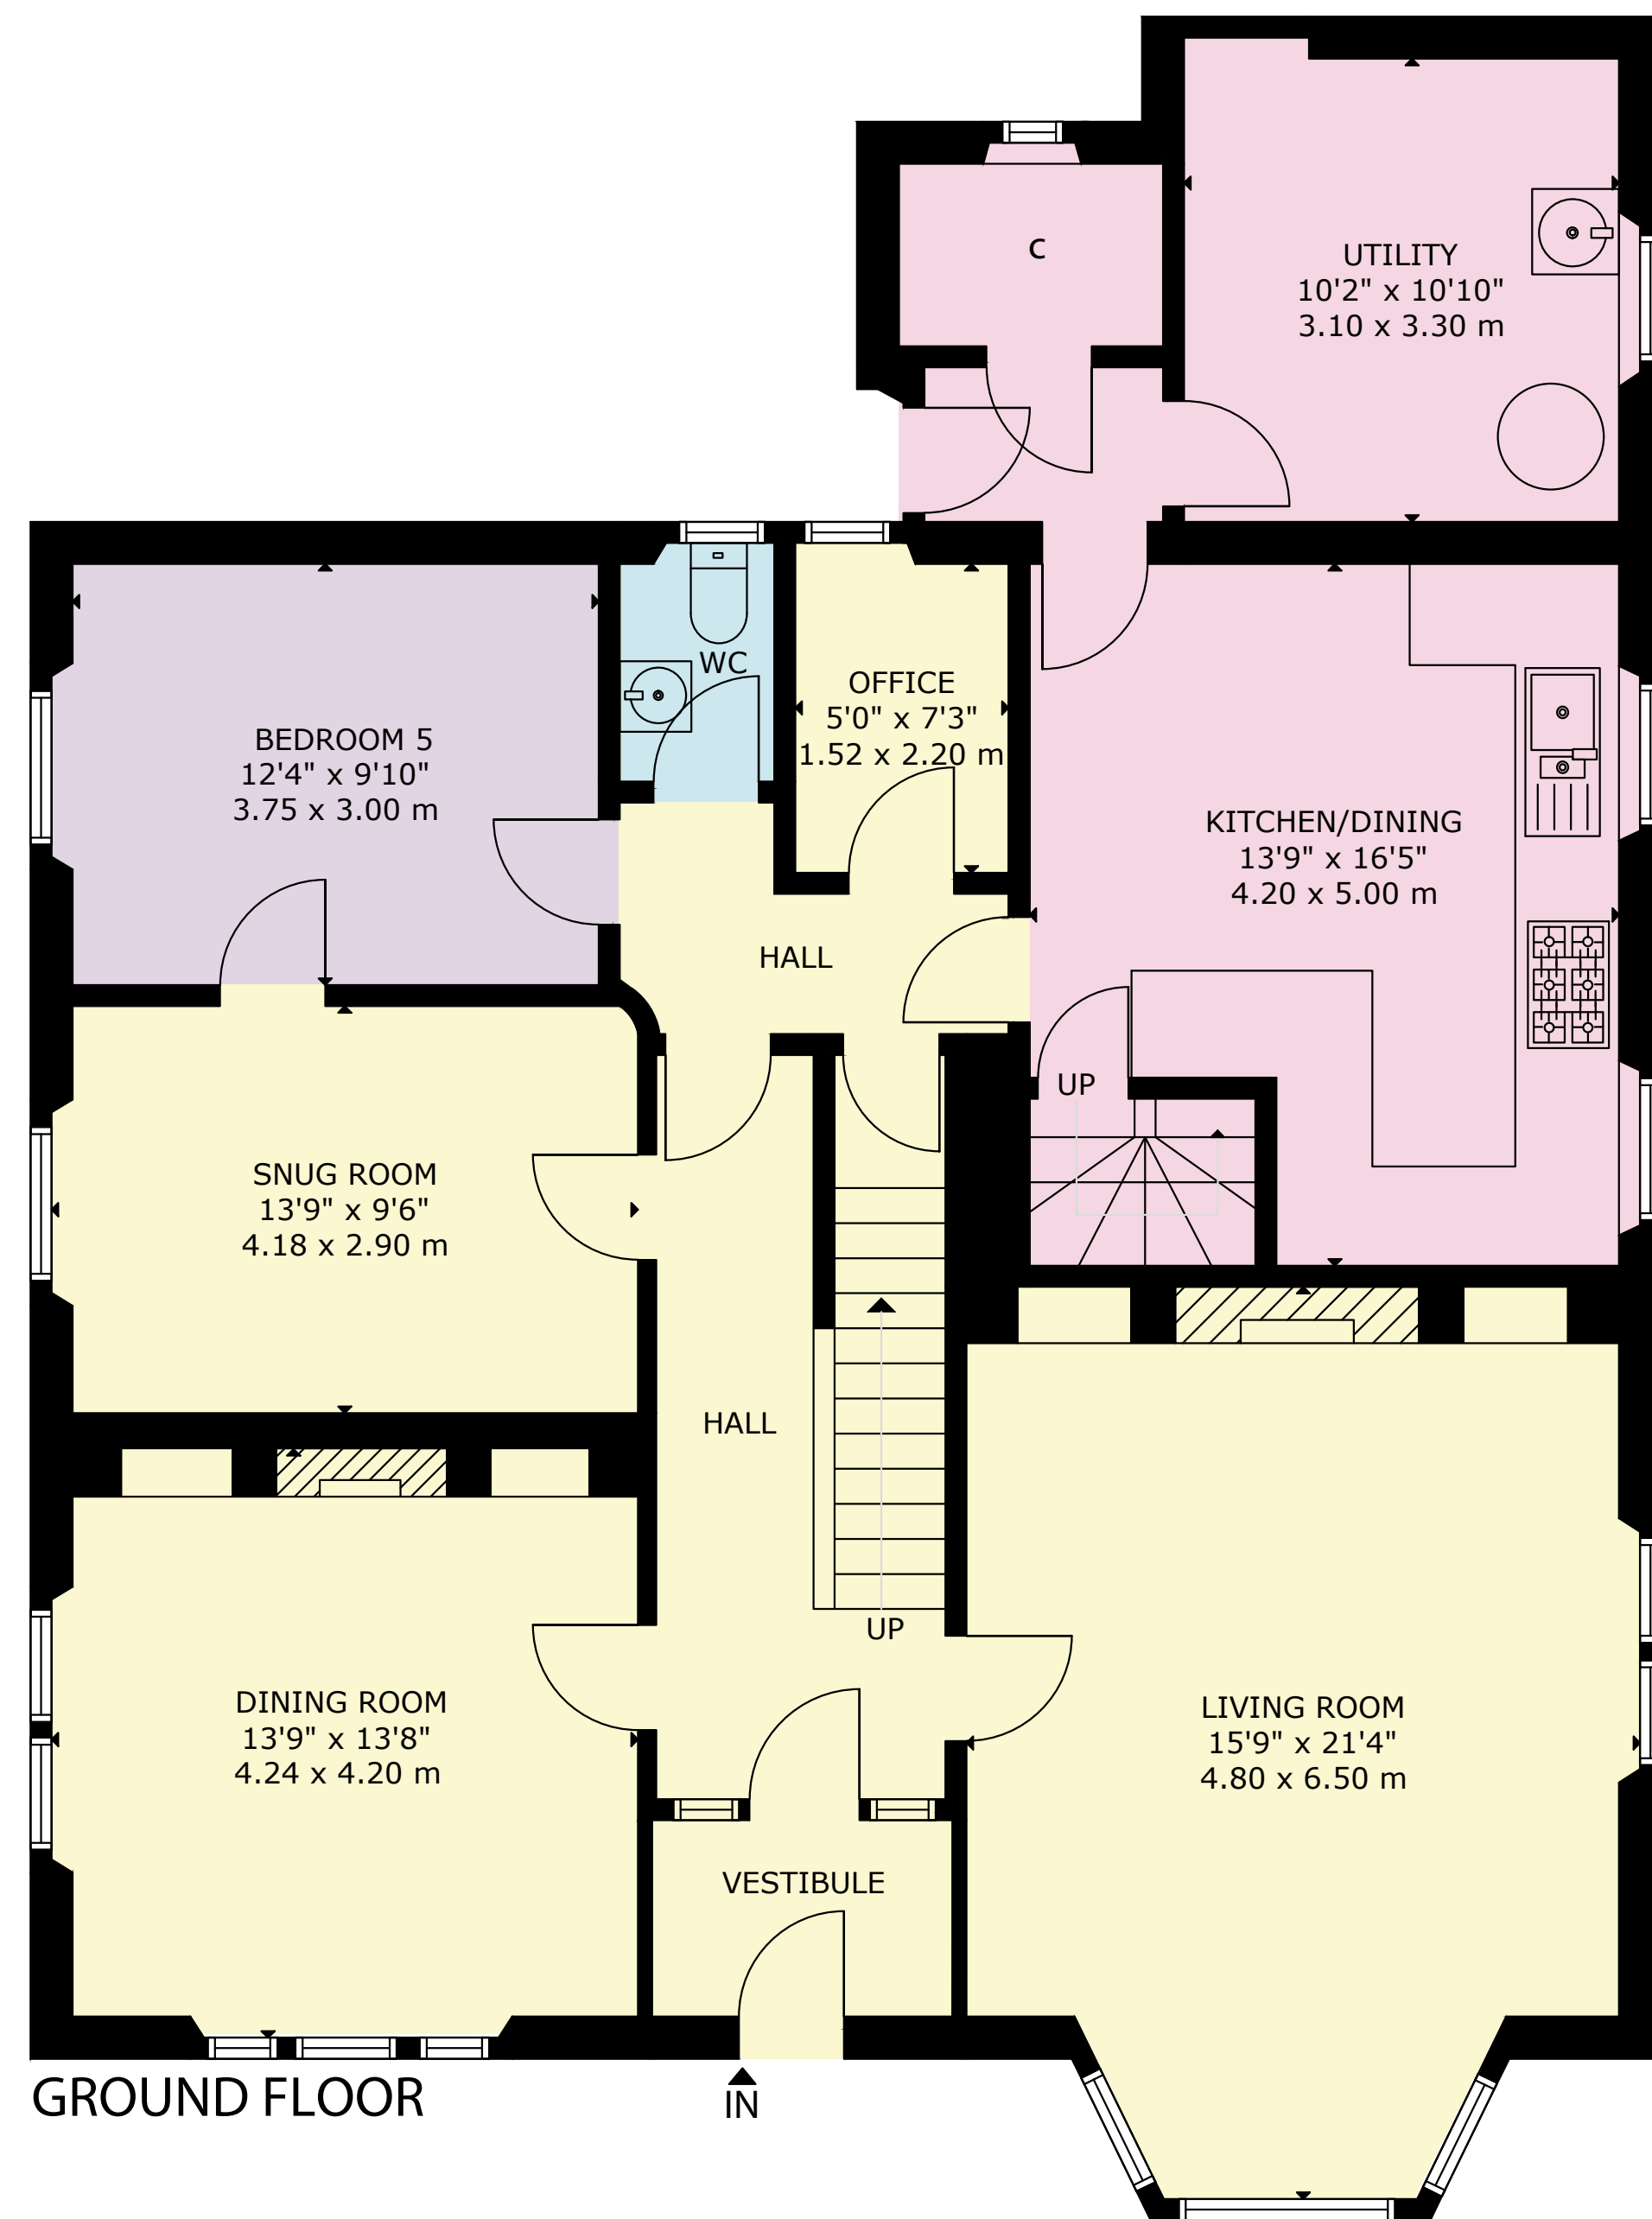 C
UTILITY
10'2" x 10'10"
3.10 x 3.30 m
WC
OFFICE
5'0" x 7'3"
1.52 x 2.20 m
BEDROOM 5
12'4" x 9'10"
3.75 x 3.00 m
KITCHEN/DINING
13'9" x 16'5"
4.20 x 5.00 m
HALL
UP
SNUG ROOM
13'9" x 9'6"
4.18 x 2.90 m
HALL
UP
DINING ROOM
13'9" x 13'8"
4.24 x 4.20 m
LIVING ROOM
15'9" x 21'4"
4.80 x 6.50 m
VESTIBULE
GROUND FLOOR
IN